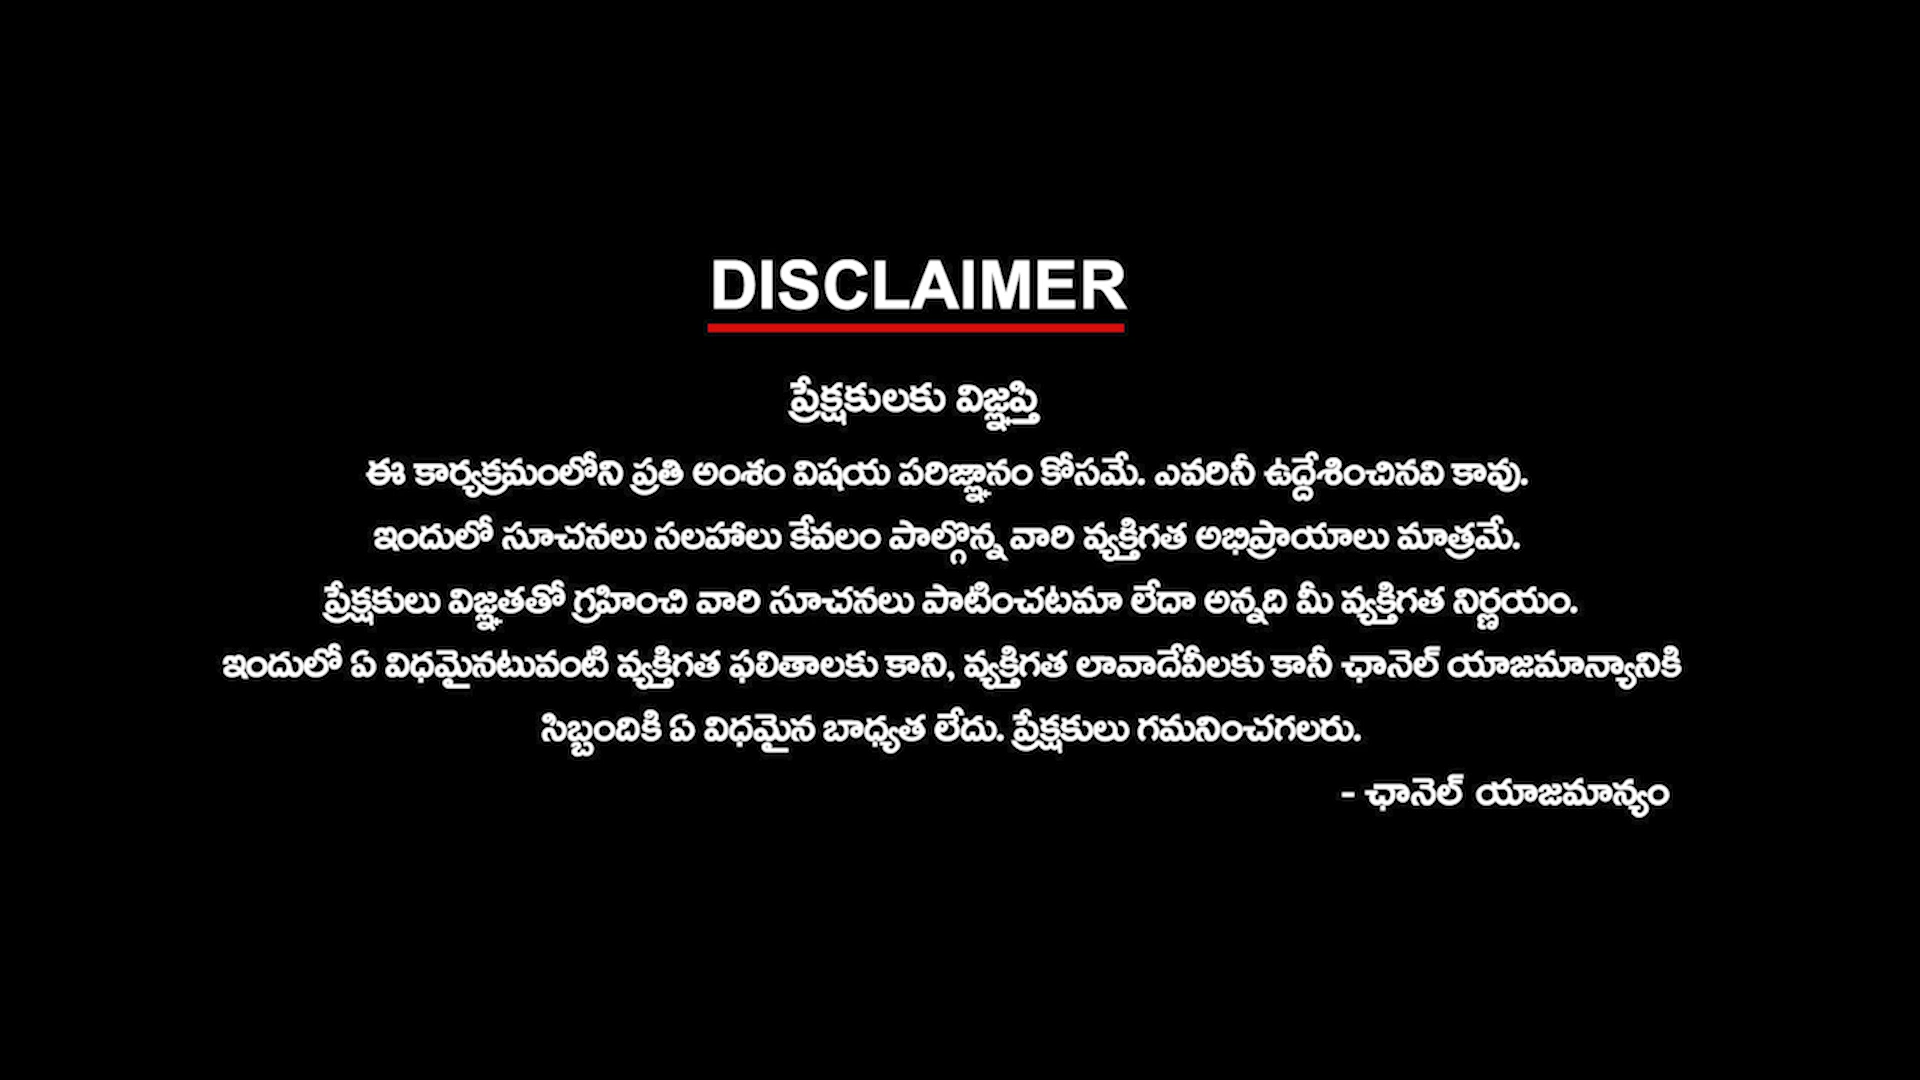 DISCLAIMER
ప్రేక్షకులకు విజ్ఞప్తి
ఈ కార్యక్రమంలోని ప్రతి అంశం విషయ పరిజ్ఞానం కోసమే. ఎవరినీ ఉద్దేశించినవి కావు.
ఇందులో సూచనలు సలహాలు కేవలం పాల్గొన్న వారి వ్యక్తిగత అభిప్రాయాలు మాత్రమే.
ప్రేక్షకులు విజ్ఞతతో గ్రహించి వారి సూచనలు పాటించటమా లేదా అన్నది మీ వ్యక్తిగత నిర్ణయం.
ఇందులో ఏ విధమైనటువంటి వ్యక్తిగత ఫలితాలకు కాని, వ్యక్తిగత లావాదేవీలకు కానీ ఛానెల్ యాజమాన్యానికి
సిబ్బందికి ఏ విధమైన బాధ్యత లేదు. ప్రేక్షకులు గమనించగలరు.
- ఛానెల్ యాజమాన్యం